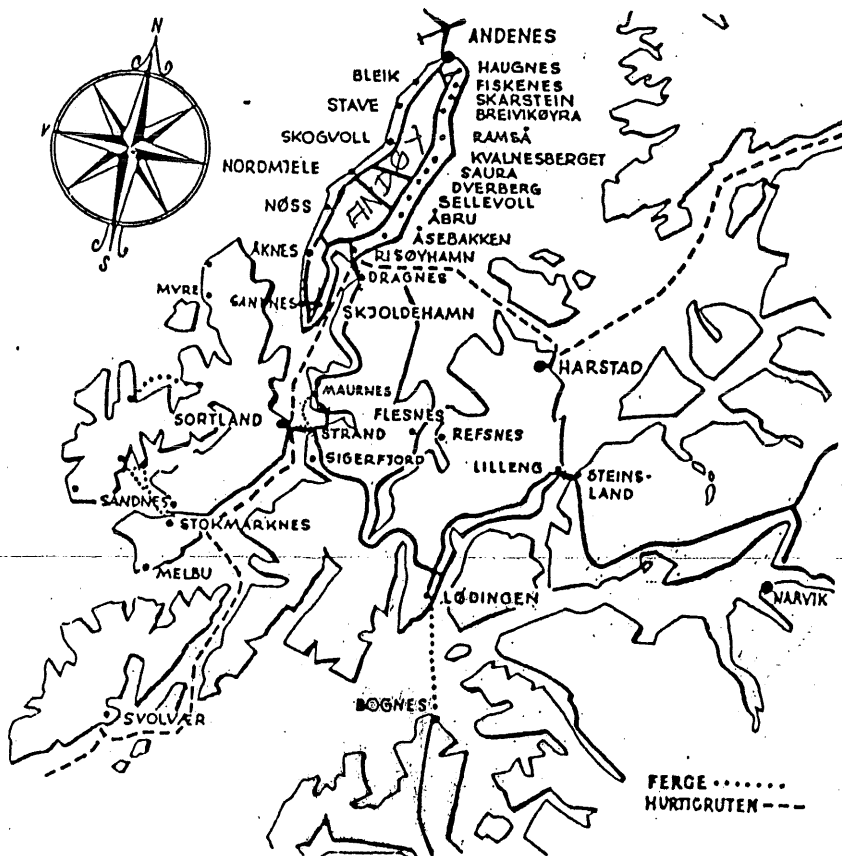 N
ANDENES
BLEIK
HAUGNES
FISKENES
STAVE
SKARSTEIN
BREIVIKØYRA
SKOGVOLL
RAMSÅ
V
NORDMJELE
KVALNESBERGET
SAURA
DVERBERG
ANDØY
NØSS
SELLEVOLL
ÅBRU
ÅSEBAKKEN
S
ÅKNES
RISØYHAMN
DRAGNES
MYRE
SANDNES
SKJOLDEHAMN
HARSTAD
MAURNES
SORTLAND
FLESNES
STRAND
REFSNES
SIGERFJORD
LILLENG
STEINS-
LAND
SANDNES
STOKMARKNES
MELBU
LØDINGEN
NARVIK
BOGNES
SVOLVÆR
FERGE
HURTIGRUTEN